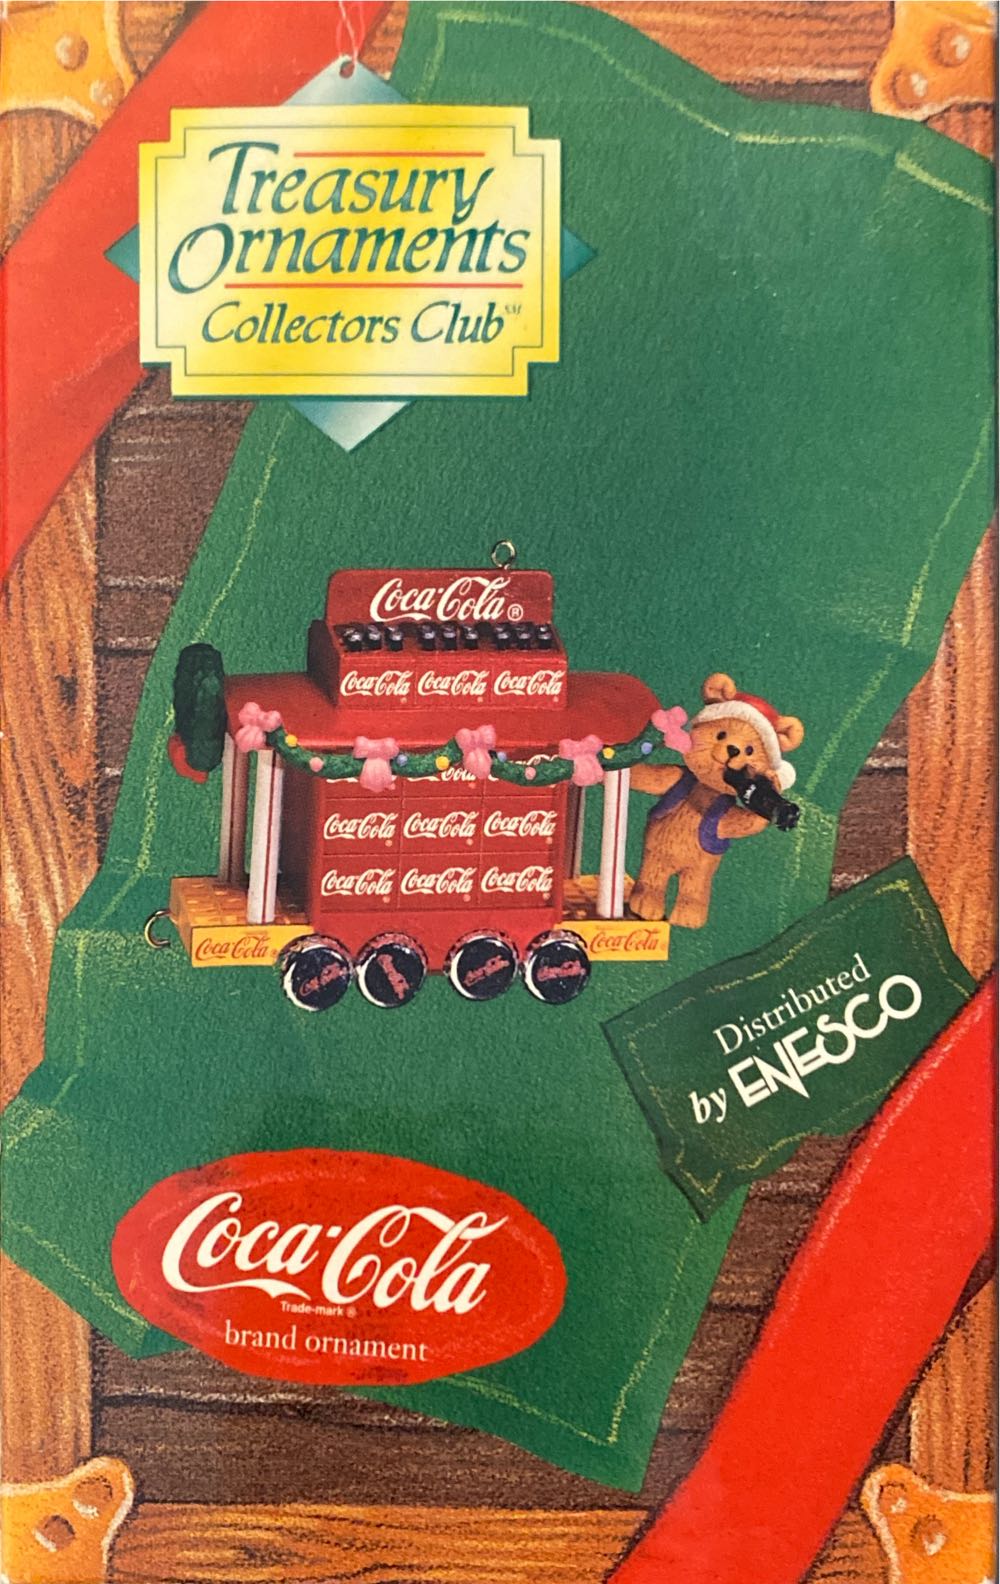 Treasury
Ornaments
Collectors Club℠
Coca-Cola®
Coca-Cola Coca-Cola Coca-Cola
Coca-Cola Coca-Cola Coca-Cola
Coca-Cola Coca-Cola Coca-Cola
Coca-Cola Coca-Cola
Distributed
by ENESCO
Coca-Cola
Trade-mark ®
brand ornament